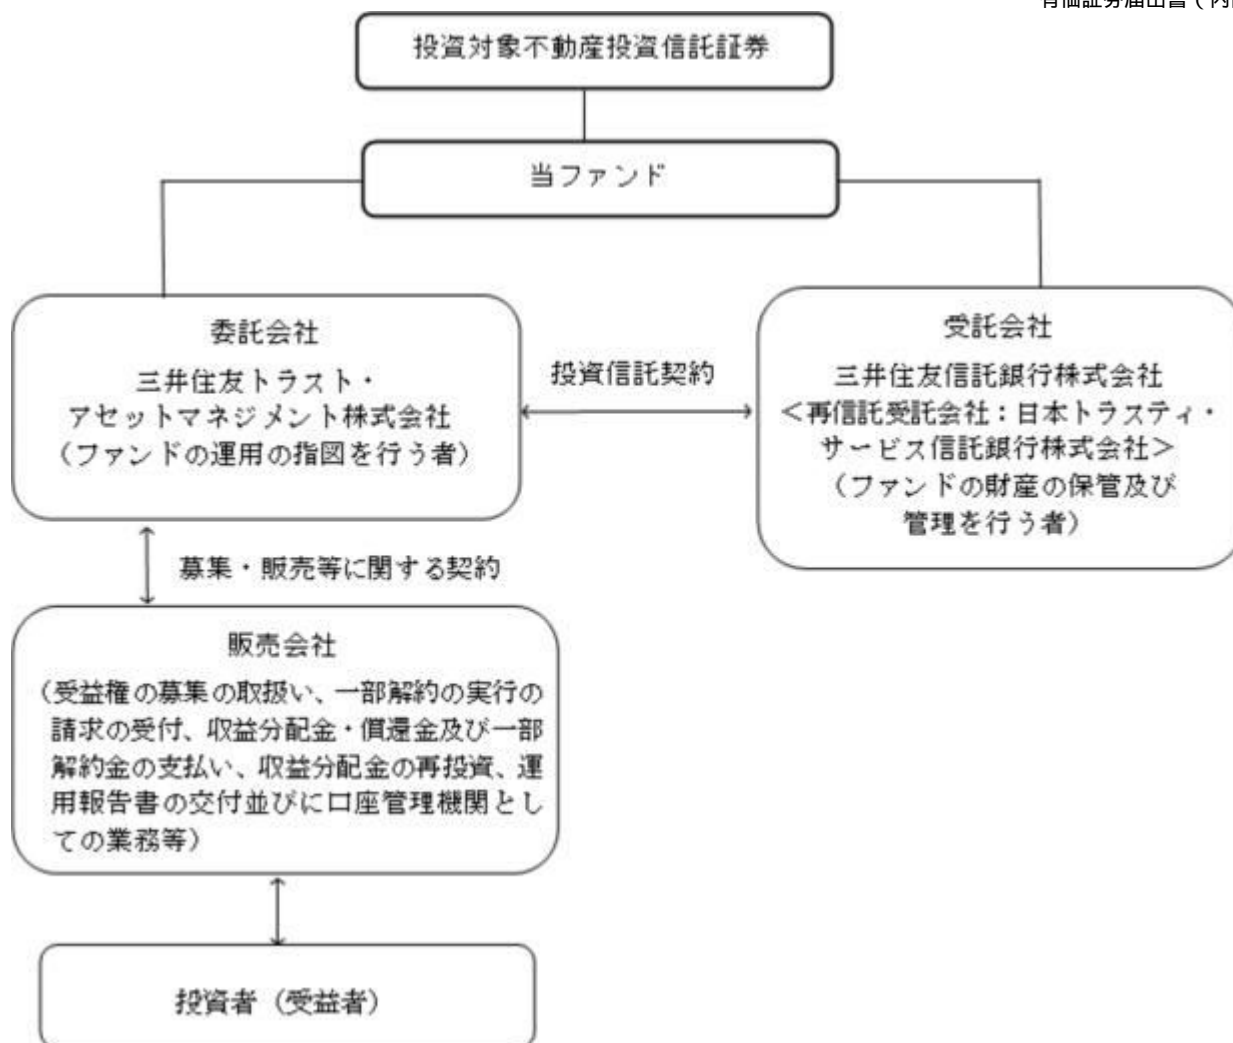 有価証券届出書（内
投資対象不動産投資信託証券
当ファンド
委託会社
三井住友トラスト・
アセットマネジメント株式会社
（ファンドの運用の指図を行う者）
投資信託契約
受託会社
三井住友信託銀行株式会社
＜再信託受託会社：日本トラスティ・
サービス信託銀行株式会社＞
（ファンドの財産の保管及び
管理を行う者）
募集・販売等に関する契約
販売会社
（受益権の募集の取扱い、一部解約の実行の
請求の受付、収益分配金・償還金及び一部
解約金の支払い、収益分配金の再投資、運
用報告書の交付並びに口座管理機関とし
ての業務等）
投資者（受益者）